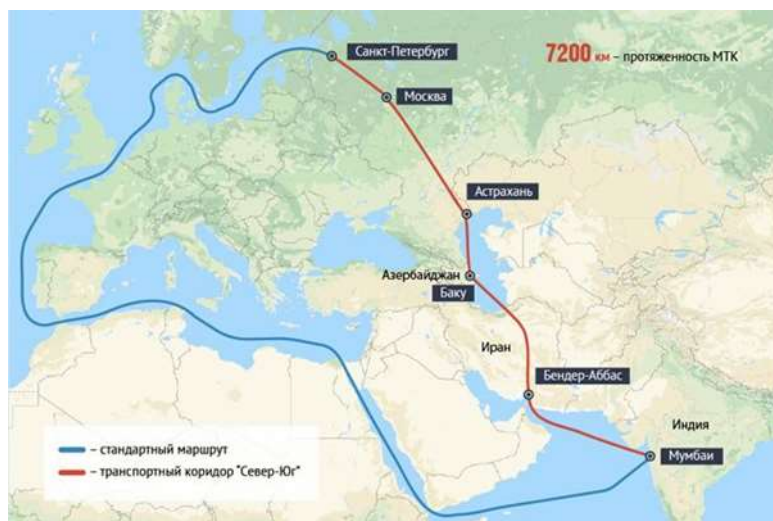 Санкт-Петербург
7200 км – протяженность МТК
Москва
Астрахань
Азербайджан
Баку
Иран
Бендер-Аббас
Индия
Мумбаи
– стандартный маршрут
– транспортный коридор "Север-Юг"